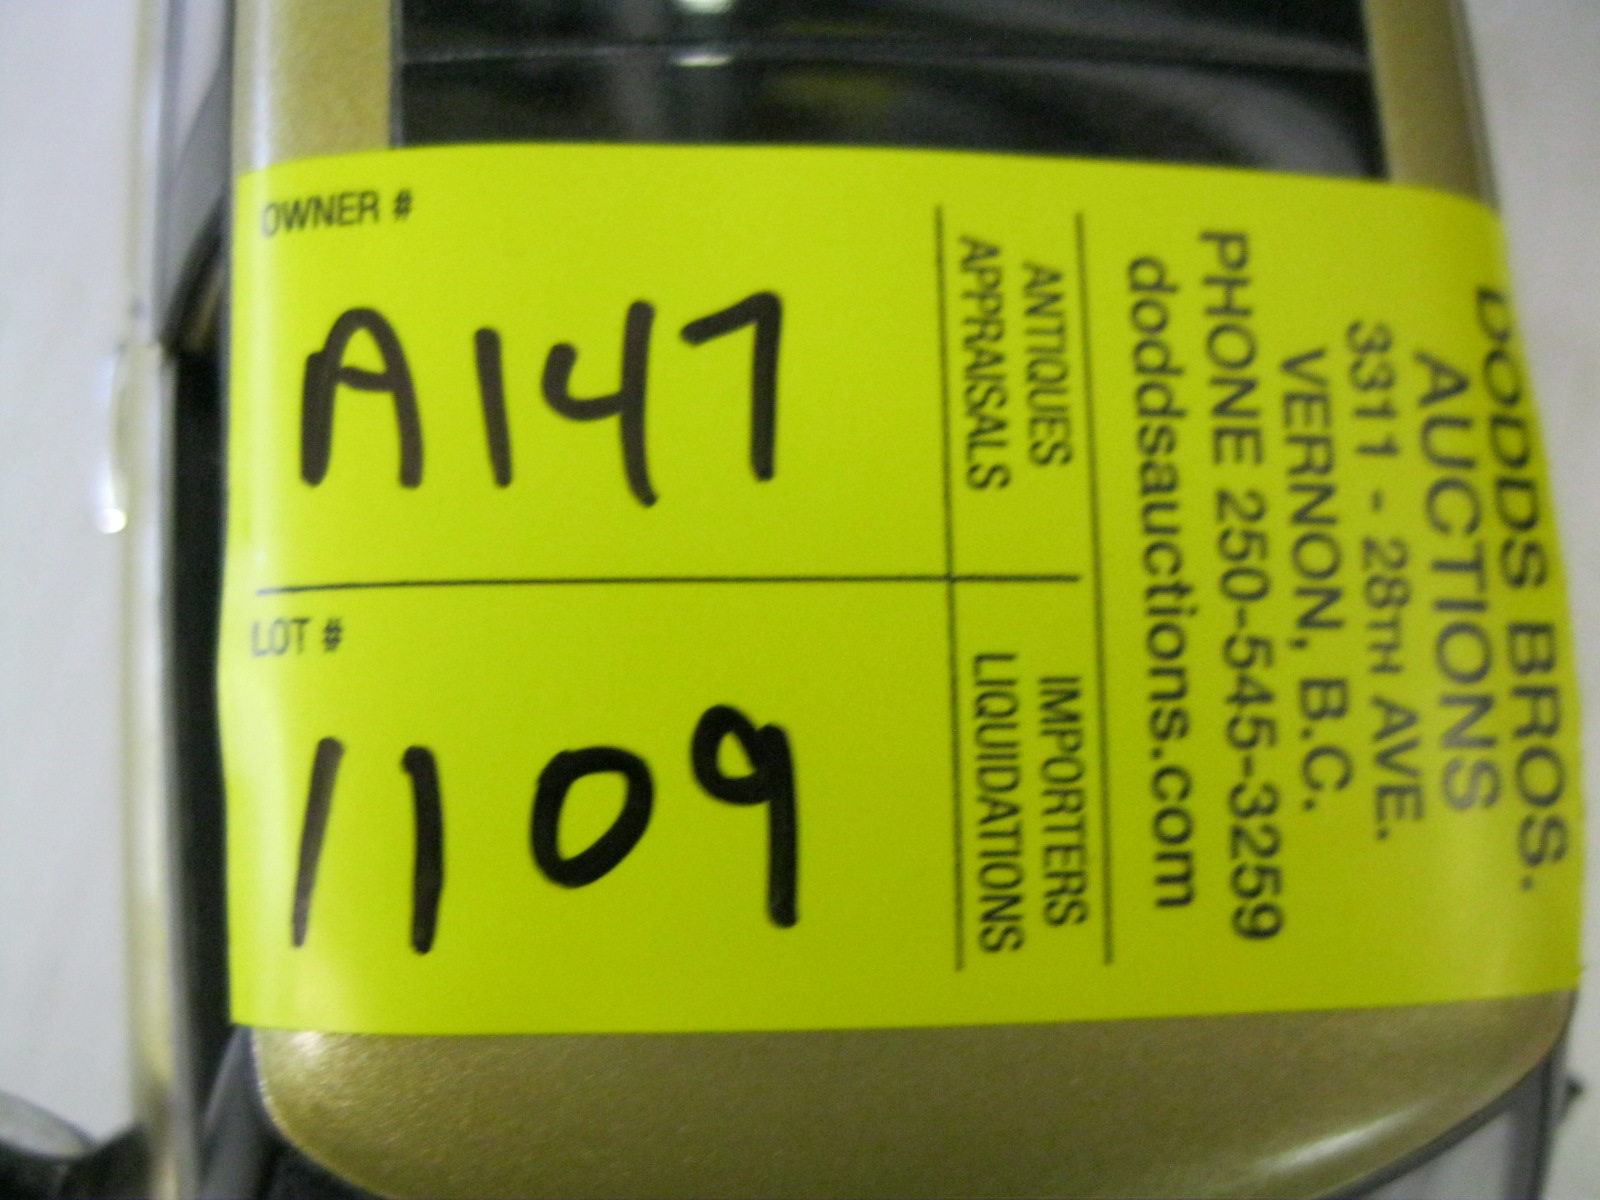 OWNER #
A147
LOT #
1109
DODDS BROS.
AUCTIONS
3311 - 28TH AVE.
VERNON, B.C.
PHONE 250-545-3259
doddsauctions.com
ANTIQUES
APPRAISALS
IMPORTERS
LIQUIDATIONS